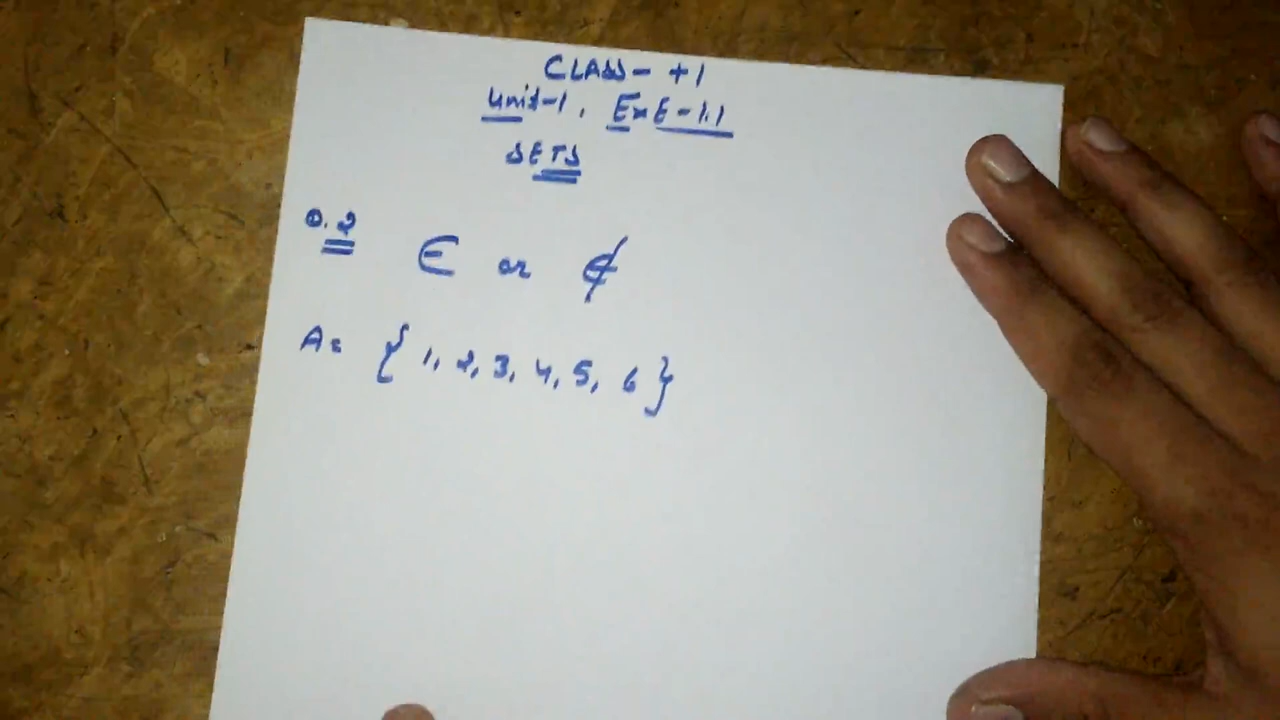 CLASS - +1
Unit-1, ExE-1.1
SETS
Q.2 ∈ or ∉
A= { 1, 2, 3, 4, 5, 6 }